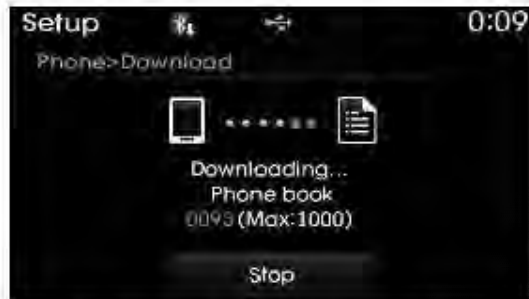 Setup 0:09
Phone>Download
Downloading...
Phone book
0093 (Max:1000)
Stop